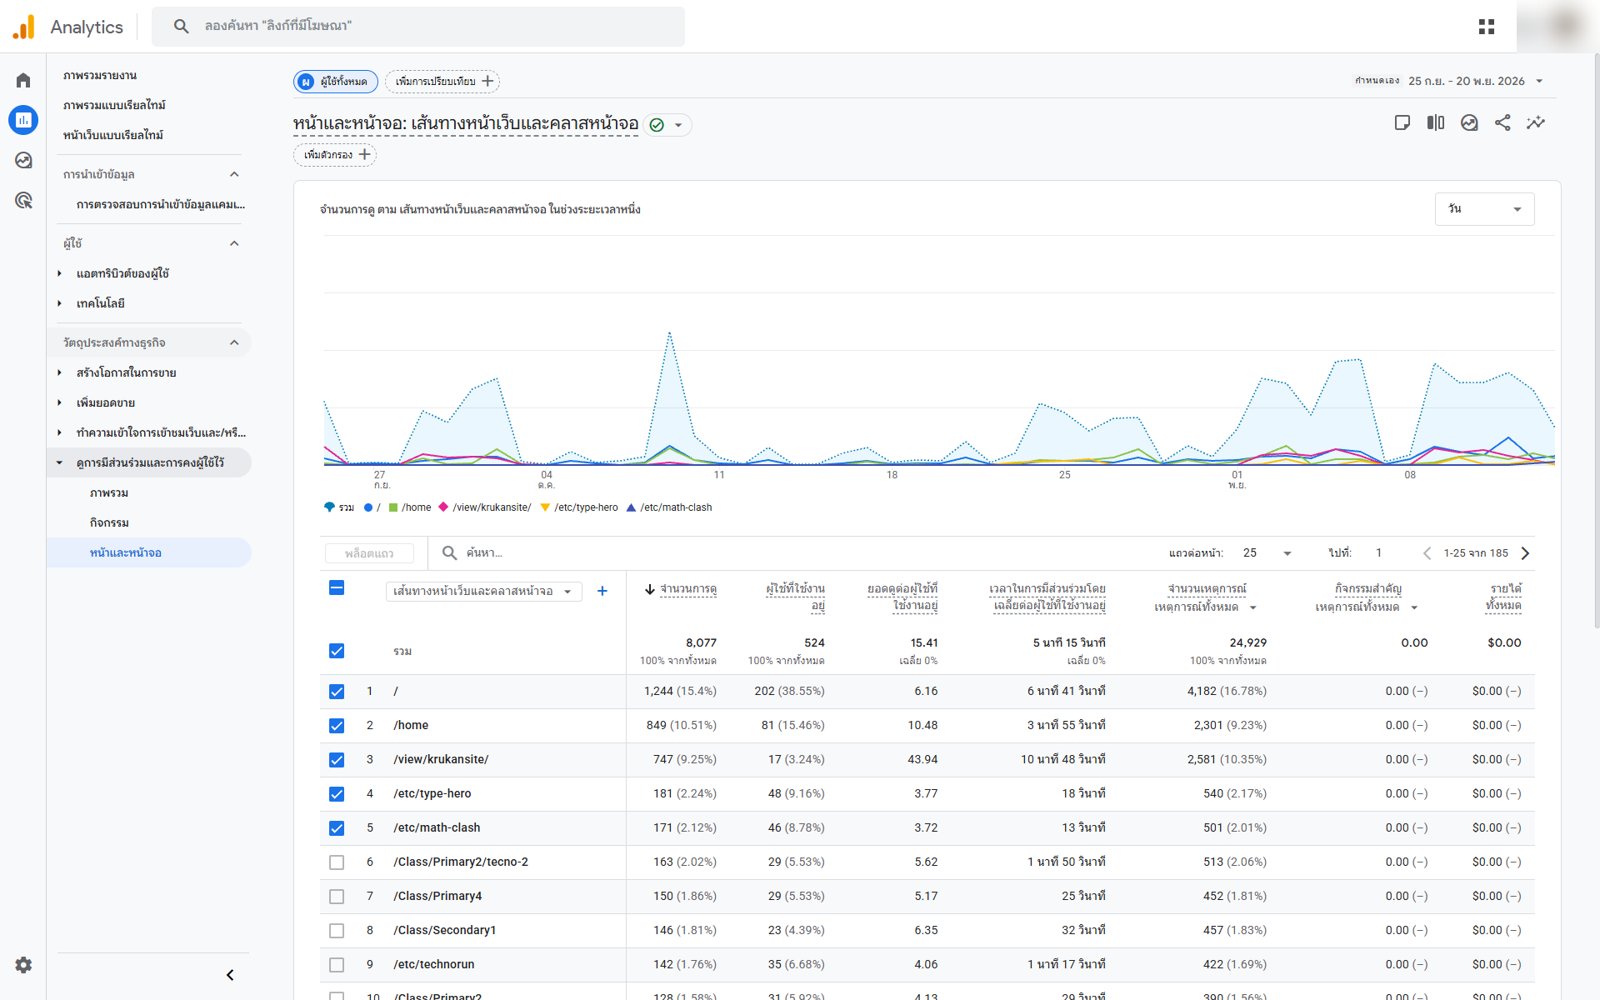 Analytics
ลองค้นหา "ลิงก์ที่มีโฆษณา"
ภาพรวมรายงาน
ภาพรวมแบบเรียลไทม์
หน้าเว็บแบบเรียลไทม์
การนำเข้าข้อมูล
การตรวจสอบการนำเข้าข้อมูลแคมเ...
ผู้ใช้
แอตทริบิวต์ของผู้ใช้
เทคโนโลยี
วัตถุประสงค์ทางธุรกิจ
สร้างโอกาสในการขาย
เพิ่มยอดขาย
ทำความเข้าใจการเข้าชมเว็บและ/หรื...
ดูการมีส่วนร่วมและการคงผู้ใช้ไว้
ภาพรวม
กิจกรรม
หน้าและหน้าจอ
ผ ผู้ใช้ทั้งหมด เพิ่มการเปรียบเทียบ
กำหนดเอง 25 ก.ย. - 20 พ.ย. 2026
หน้าและหน้าจอ: เส้นทางหน้าเว็บและคลาสหน้าจอ
เพิ่มตัวกรอง
จำนวนการดู ตาม เส้นทางหน้าเว็บและคลาสหน้าจอ ในช่วงระยะเวลาหนึ่ง
วัน
27 04 11 18 25 01 08
ก.ย. ต.ค. พ.ย.
รวม / /home /view/krukansite/ /etc/type-hero /etc/math-clash
พล็อตแถว ค้นหา... แถวต่อหน้า: 25 ไปที่: 1 1-25 จาก 185
เส้นทางหน้าเว็บและคลาสหน้าจอ จำนวนการดู ผู้ใช้ที่ใช้งาน ยอดดูต่อผู้ใช้ที่ เวลาในการมีส่วนร่วมโดย จำนวนเหตุการณ์ กิจกรรมสำคัญ รายได้
อยู่ ใช้งานอยู่ เฉลี่ยต่อผู้ใช้ที่ใช้งานอยู่ เหตุการณ์ทั้งหมด เหตุการณ์ทั้งหมด ทั้งหมด
รวม 8,077 524 15.41 5 นาที 15 วินาที 24,929 0.00 $0.00
100% จากทั้งหมด 100% จากทั้งหมด เฉลี่ย 0% เฉลี่ย 0% 100% จากทั้งหมด
1 / 1,244 (15.4%) 202 (38.55%) 6.16 6 นาที 41 วินาที 4,182 (16.78%) 0.00 (–) $0.00 (–)
2 /home 849 (10.51%) 81 (15.46%) 10.48 3 นาที 55 วินาที 2,301 (9.23%) 0.00 (–) $0.00 (–)
3 /view/krukansite/ 747 (9.25%) 17 (3.24%) 43.94 10 นาที 48 วินาที 2,581 (10.35%) 0.00 (–) $0.00 (–)
4 /etc/type-hero 181 (2.24%) 48 (9.16%) 3.77 18 วินาที 540 (2.17%) 0.00 (–) $0.00 (–)
5 /etc/math-clash 171 (2.12%) 46 (8.78%) 3.72 13 วินาที 501 (2.01%) 0.00 (–) $0.00 (–)
6 /Class/Primary2/tecno-2 163 (2.02%) 29 (5.53%) 5.62 1 นาที 50 วินาที 513 (2.06%) 0.00 (–) $0.00 (–)
7 /Class/Primary4 150 (1.86%) 29 (5.53%) 5.17 25 วินาที 452 (1.81%) 0.00 (–) $0.00 (–)
8 /Class/Secondary1 146 (1.81%) 23 (4.39%) 6.35 32 วินาที 457 (1.83%) 0.00 (–) $0.00 (–)
9 /etc/technorun 142 (1.76%) 35 (6.68%) 4.06 1 นาที 17 วินาที 422 (1.69%) 0.00 (–) $0.00 (–)
10 /Class/Primary2 128 (1.58%) 31 (5.92%) 4.13 29 วินาที 390 (1.56%) 0.00 (–) $0.00 (–)